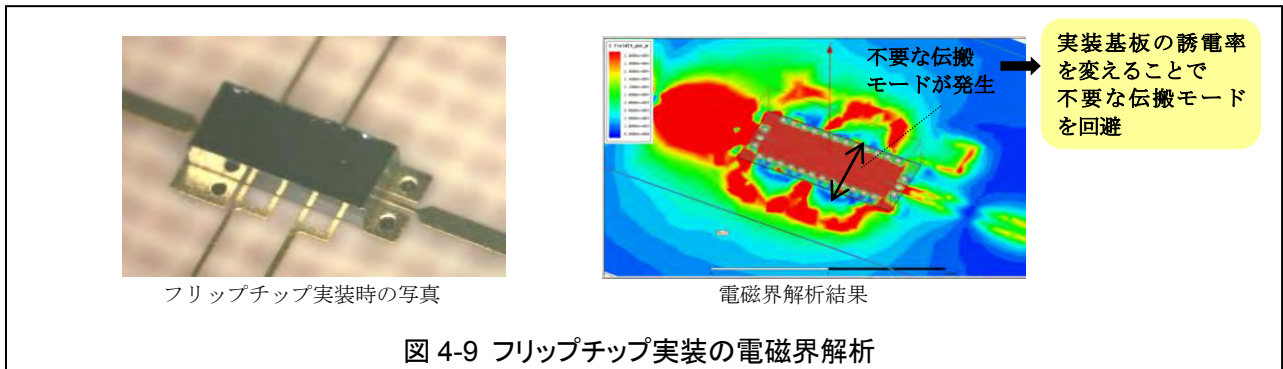 不要な伝搬
モードが発生
実装基板の誘電率
を変えることで
不要な伝搬モード
を回避
フリップチップ実装時の写真
電磁界解析結果
図 4-9 フリップチップ実装の電磁界解析